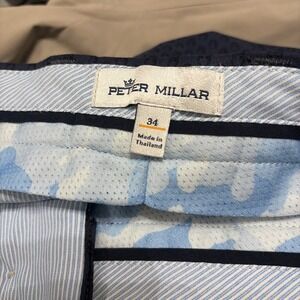 PETER MILLAR
34
Made in
Thailand